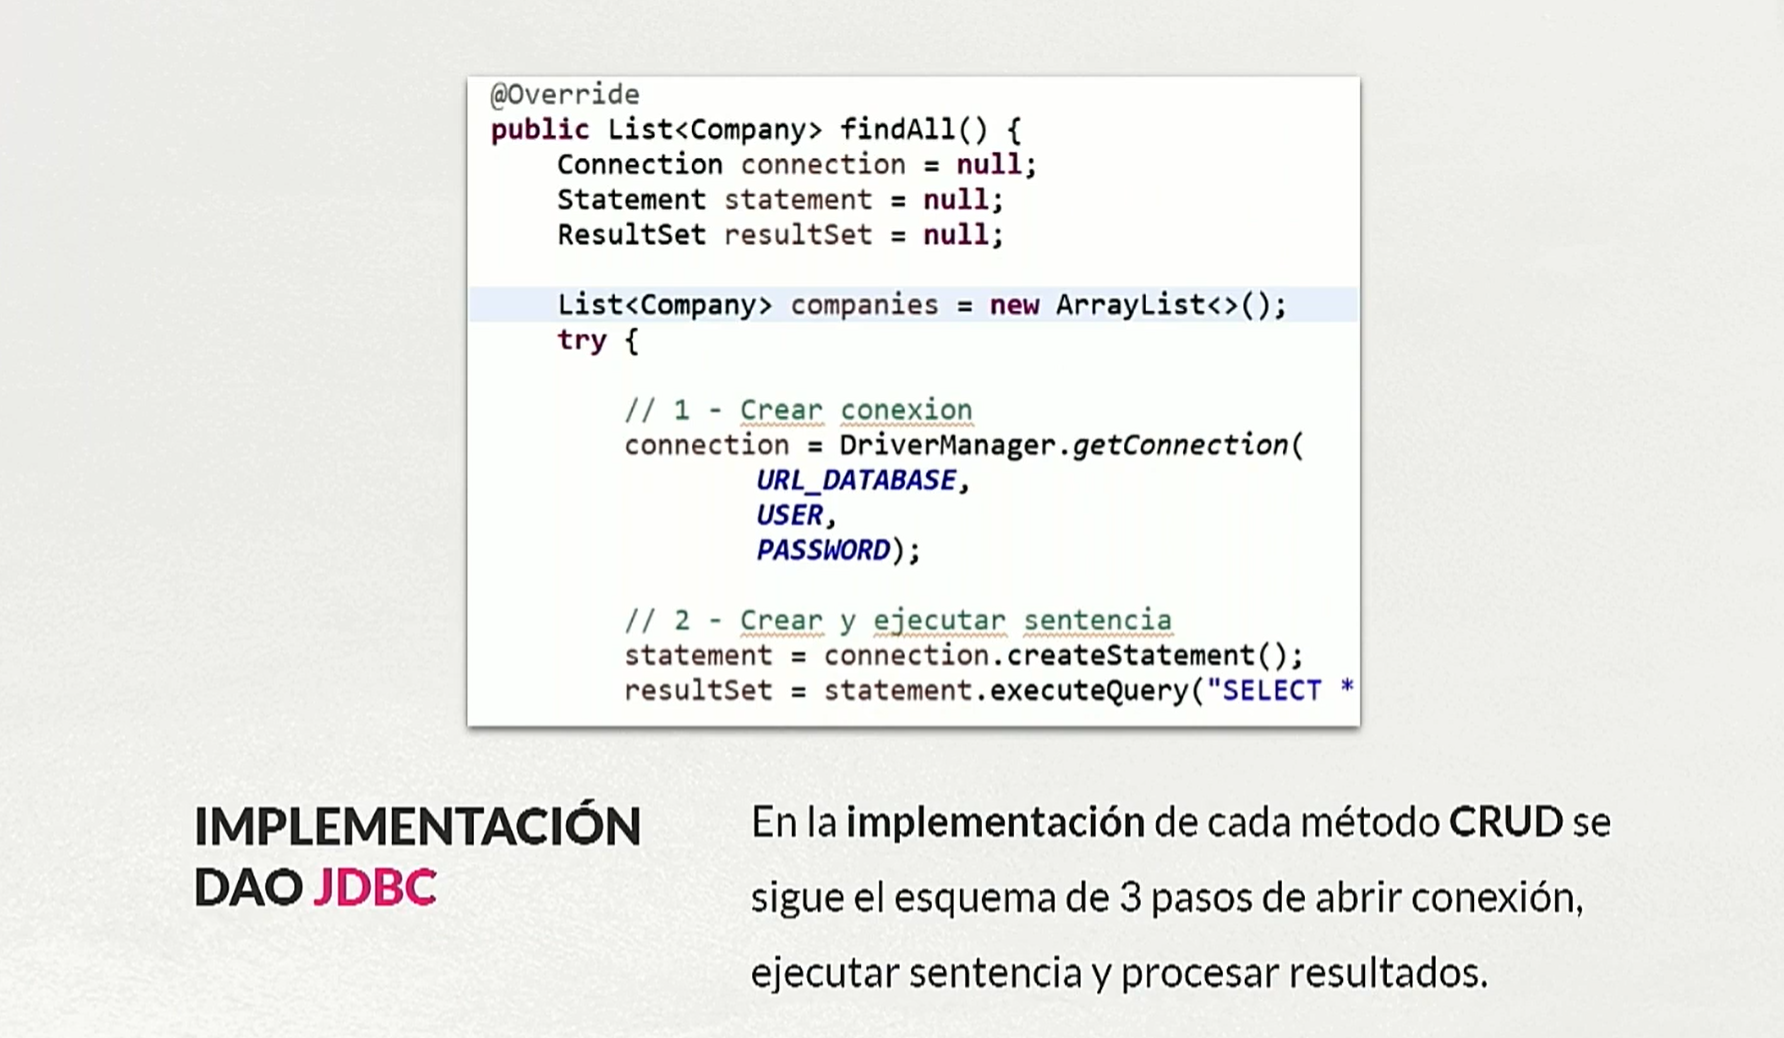 @Override
public List<Company> findAll() {
Connection connection = null;
Statement statement = null;
ResultSet resultSet = null;
List<Company> companies = new ArrayList<>();
try {
// 1 - Crear conexion
connection = DriverManager.getConnection(
URL_DATABASE,
USER,
PASSWORD);
// 2 - Crear y ejecutar sentencia
statement = connection.createStatement();
resultSet = statement.executeQuery("SELECT *
IMPLEMENTACIÓN
DAO JDBC
En la implementación de cada método CRUD se
sigue el esquema de 3 pasos de abrir conexión,
ejecutar sentencia y procesar resultados.